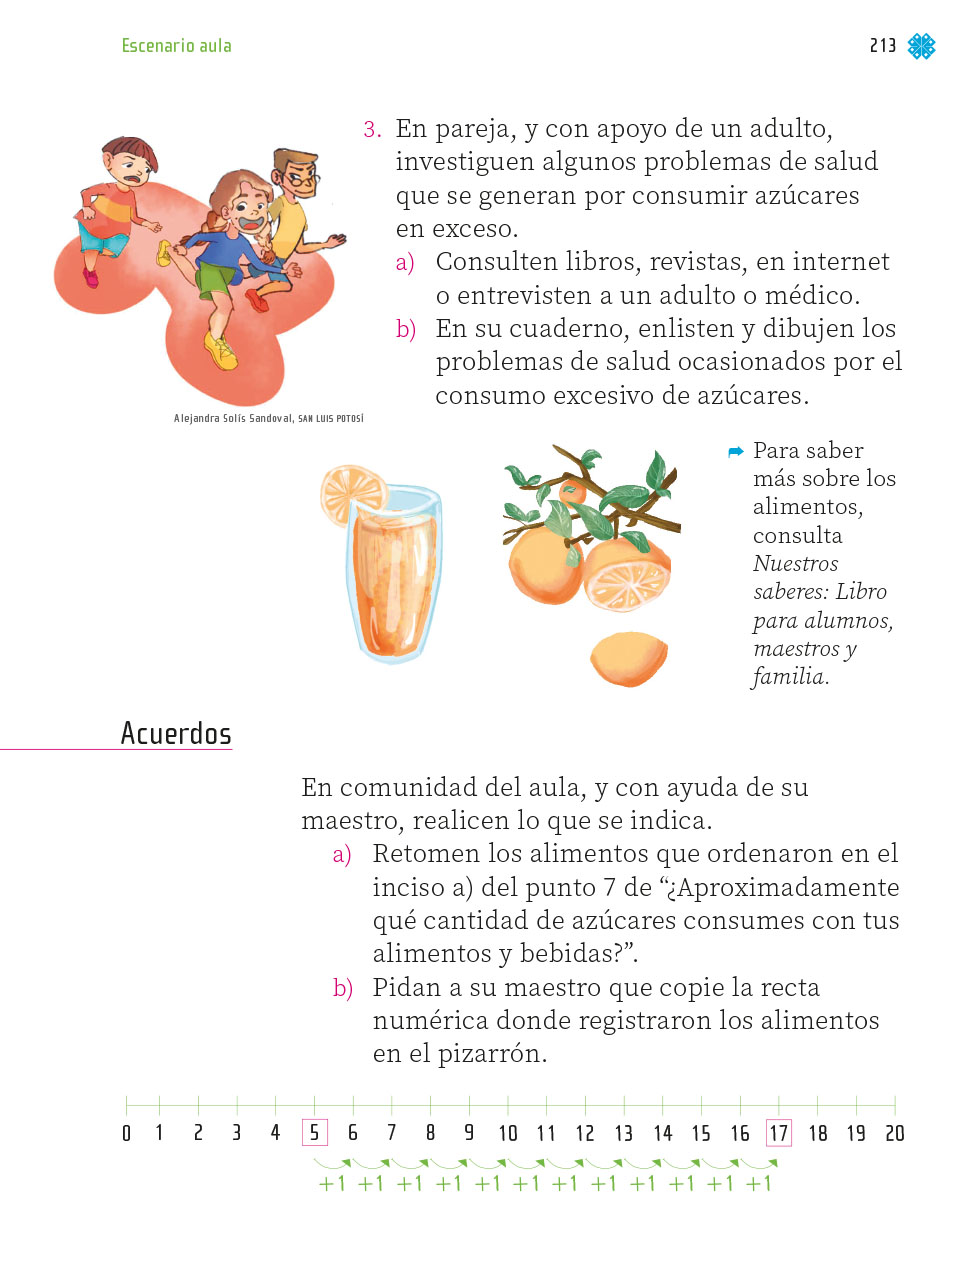 Escenario aula
213
3. En pareja, y con apoyo de un adulto,
investiguen algunos problemas de salud
que se generan por consumir azúcares
en exceso.
a) Consulten libros, revistas, en internet
o entrevisten a un adulto o médico.
b) En su cuaderno, enlisten y dibujen los
problemas de salud ocasionados por el
consumo excesivo de azúcares.
Alejandra Solís Sandoval, SAN LUIS POTOSÍ
Para saber
más sobre los
alimentos,
consulta
Nuestros
saberes: Libro
para alumnos,
maestros y
familia.
Acuerdos
En comunidad del aula, y con ayuda de su
maestro, realicen lo que se indica.
a) Retomen los alimentos que ordenaron en el
inciso a) del punto 7 de “¿Aproximadamente
qué cantidad de azúcares consumes con tus
alimentos y bebidas?”.
b) Pidan a su maestro que copie la recta
numérica donde registraron los alimentos
en el pizarrón.
0 1 2 3 4 5 6 7 8 9 10 11 12 13 14 15 16 17 18 19 20
+1 +1 +1 +1 +1 +1 +1 +1 +1 +1 +1 +1